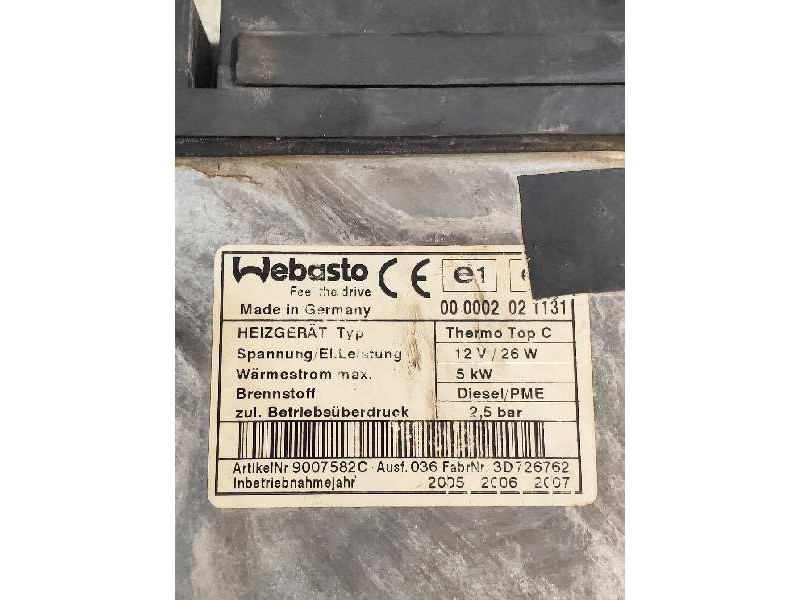 Webasto CE e1
Feel the drive
Made in Germany 00 0002 02 1131
HEIZGERÄT Typ Thermo Top C
Spannung/El.Leistung 12 V / 26 W
Wärmestrom max. 5 kW
Brennstoff Diesel/PME
zul. Betriebsüberdruck 2,5 bar
ArtikelNr 9007582C Ausf. 036 FabrNr. 3D726762
Inbetriebnahmejahr 2005 2006 2007